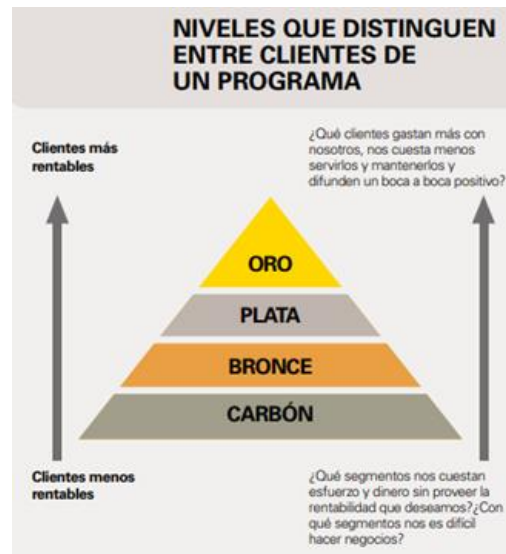 NIVELES QUE DISTINGUEN
ENTRE CLIENTES DE
UN PROGRAMA
Clientes más
rentables
¿Qué clientes gastan más con
nosotros, nos cuesta menos
servirlos y mantenerlos y
difunden un boca a boca positivo?
ORO
PLATA
BRONCE
CARBÓN
Clientes menos
rentables
¿Qué segmentos nos cuestan
esfuerzo y dinero sin proveer la
rentabilidad que deseamos?¿Con
qué segmentos nos es difícil
hacer negocios?